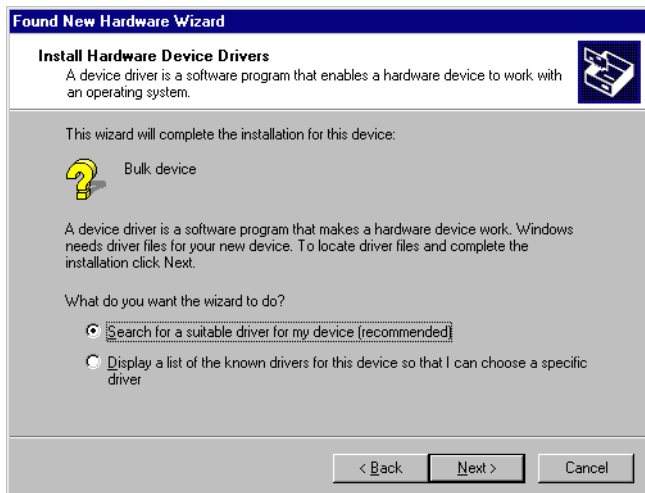 Found New Hardware Wizard
Install Hardware Device Drivers
A device driver is a software program that enables a hardware device to work with
an operating system.
This wizard will complete the installation for this device:
Bulk device
A device driver is a software program that makes a hardware device work. Windows
needs driver files for your new device. To locate driver files and complete the
installation click Next.
What do you want the wizard to do?
Search for a suitable driver for my device (recommended)
Display a list of the known drivers for this device so that I can choose a specific
driver
< Back Next > Cancel